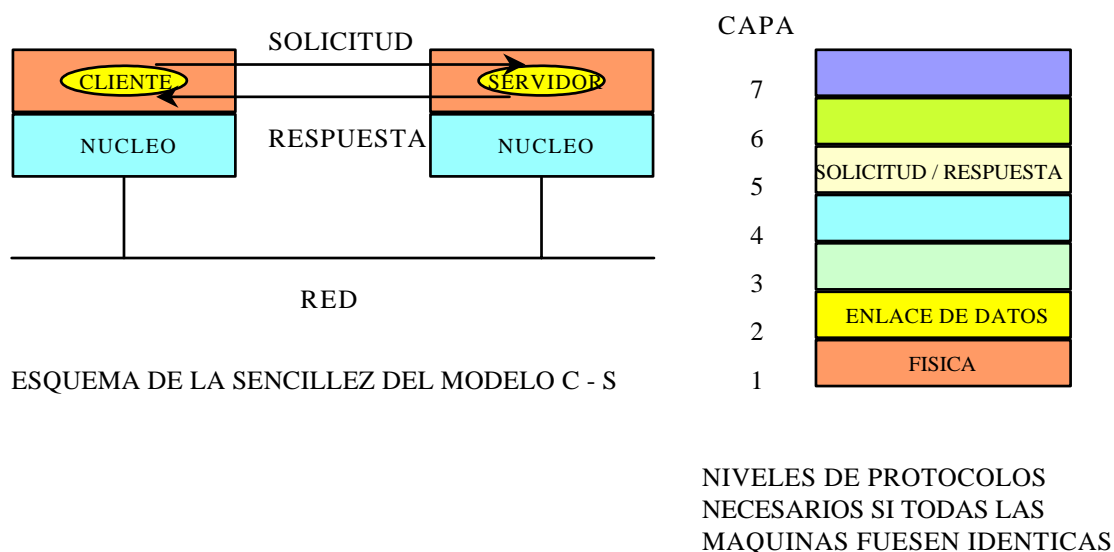 SOLICITUD
CLIENTE
SERVIDOR
RESPUESTA
NUCLEO
NUCLEO
RED
ESQUEMA DE LA SENCILLEZ DEL MODELO C - S
CAPA
7
6
5
SOLICITUD / RESPUESTA
4
3
2
ENLACE DE DATOS
1
FISICA
NIVELES DE PROTOCOLOS
NECESARIOS SI TODAS LAS
MAQUINAS FUESEN IDENTICAS